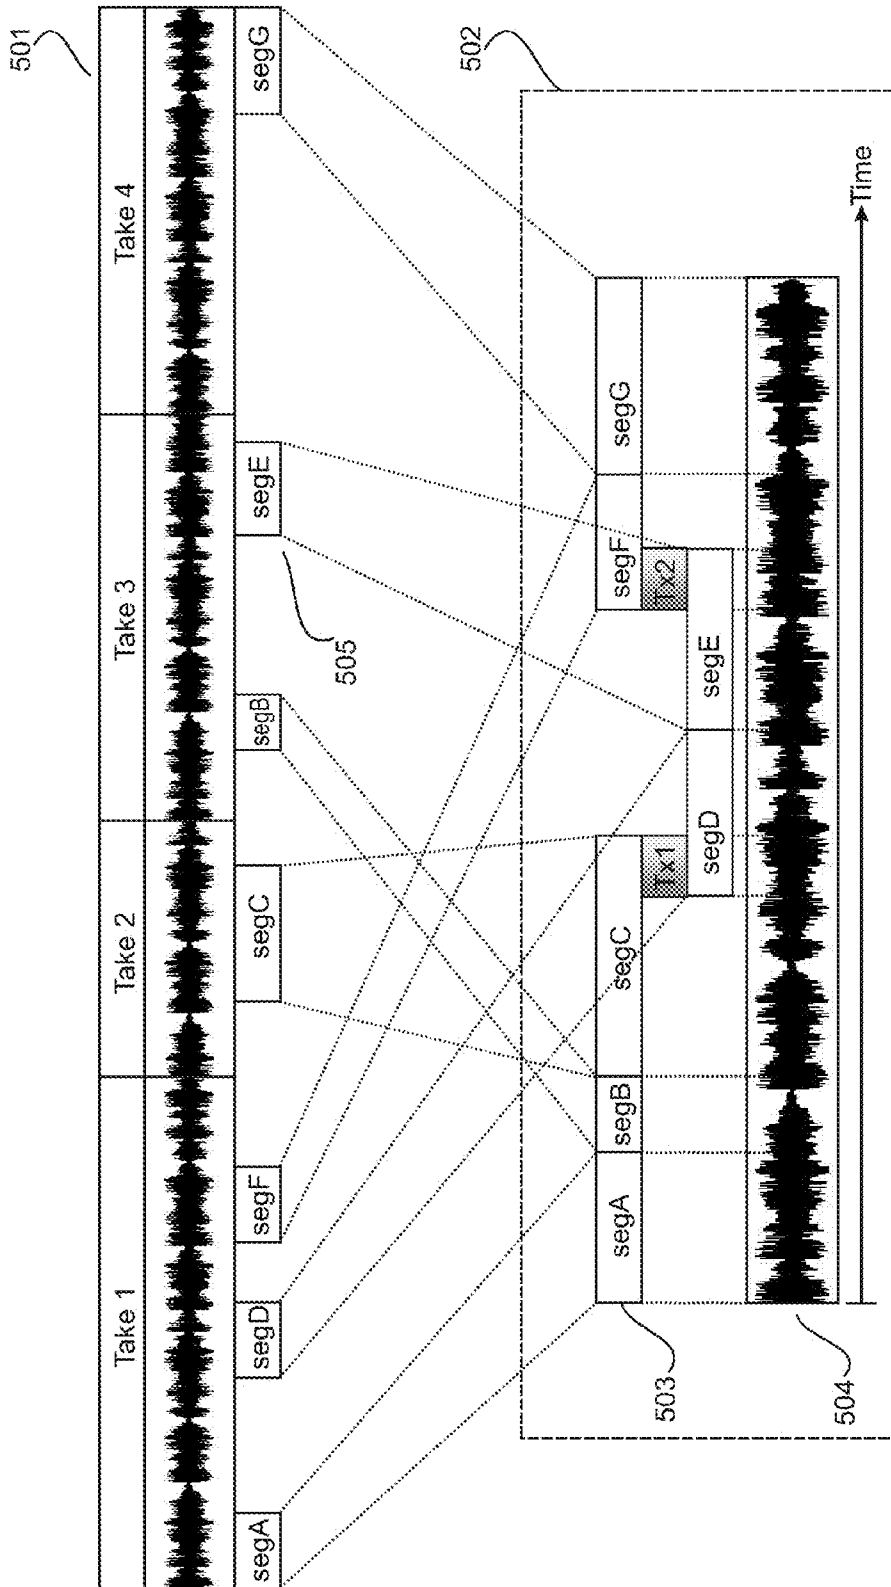 501
Take 1
Take 2
Take 3
Take 4
segA
segD
segF
segC
segB
segE
segG
505
502
503
segA
segB
segC
segF
segG
Tx1
Tx2
segD
segE
504
Time